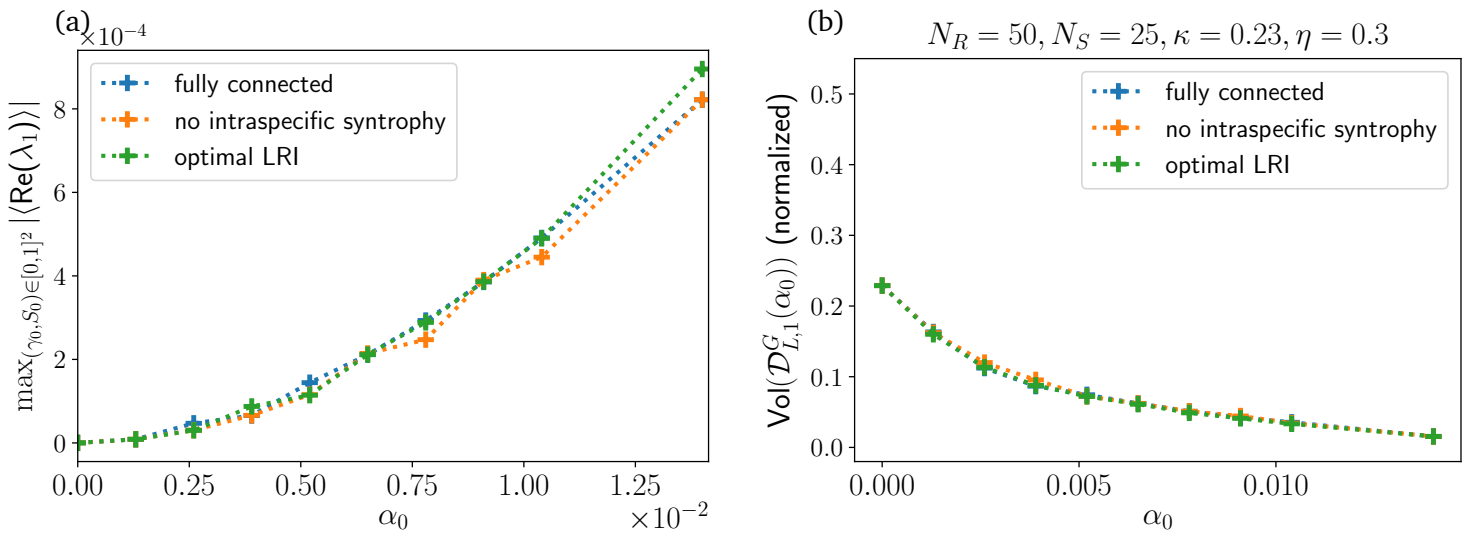 (a)
×10⁻⁴
fully connected
no intraspecific syntrophy
optimal LRI
8
6
4
2
0
max_{(γ₀,S₀)∈[0,1]²} |⟨Re(λ₁)⟩|
0.00 0.25 0.50 0.75 1.00 1.25
×10⁻²
α₀
(b)
N_R = 50, N_S = 25, κ = 0.23, η = 0.3
fully connected
no intraspecific syntrophy
optimal LRI
0.5
0.4
0.3
0.2
0.1
0.0
Vol(𝒟^G_{L,1}(α₀)) (normalized)
0.000 0.005 0.010
α₀